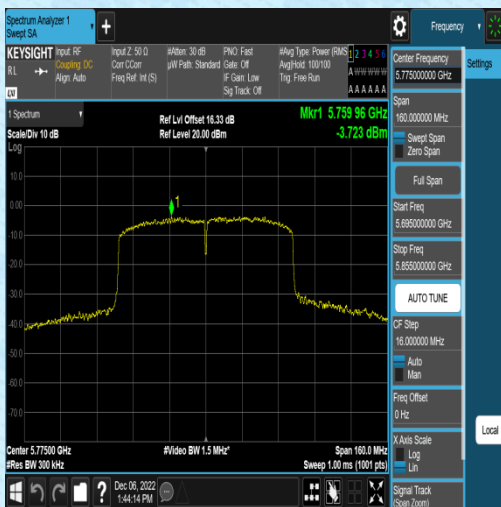 Spectrum Analyzer 1
Swept SA
Frequency
KEYSIGHT
Input: RF
Coupling: DC
Align: Auto
Input Z: 50 Ω
Corr CCorr
Freq Ref: Int (S)
#Atten: 30 dB
µW Path: Standard
PNO: Fast
Gate: Off
IF Gain: Low
Sig Track: Off
#Avg Type: Power (RMS)
Avg|Hold: 100/100
Trig: Free Run
1 2 3 4 5 6
A W W W W W
A A A A A A
RL
LXI
1 Spectrum
Scale/Div 10 dB
Log
Ref Lvl Offset 16.33 dB
Ref Level 20.00 dBm
Mkr1 5.759 96 GHz
-3.723 dBm
10.0
0.00
-10.0
-20.0
-30.0
-40.0
-50.0
-60.0
-70.0
1
Center 5.77500 GHz
#Res BW 300 kHz
#Video BW 1.5 MHz*
Span 160.0 MHz
Sweep 1.00 ms (1001 pts)
Dec 06, 2022
1:44:14 PM
?
Center Frequency
5.775000000 GHz
Settings
Span
160.000000 MHz
Swept Span
Zero Span
Full Span
Start Freq
5.695000000 GHz
Stop Freq
5.855000000 GHz
AUTO TUNE
CF Step
16.000000 MHz
Auto
Man
Freq Offset
0 Hz
X Axis Scale
Log
Lin
Local
Signal Track
(Span Zoom)